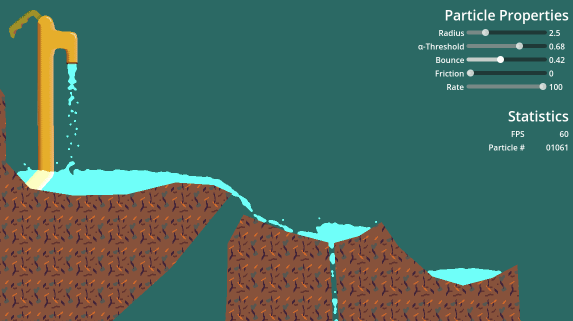 Particle Properties
Radius 2.5
α-Threshold 0.68
Bounce 0.42
Friction 0
Rate 100
Statistics
FPS 60
Particle # 01061